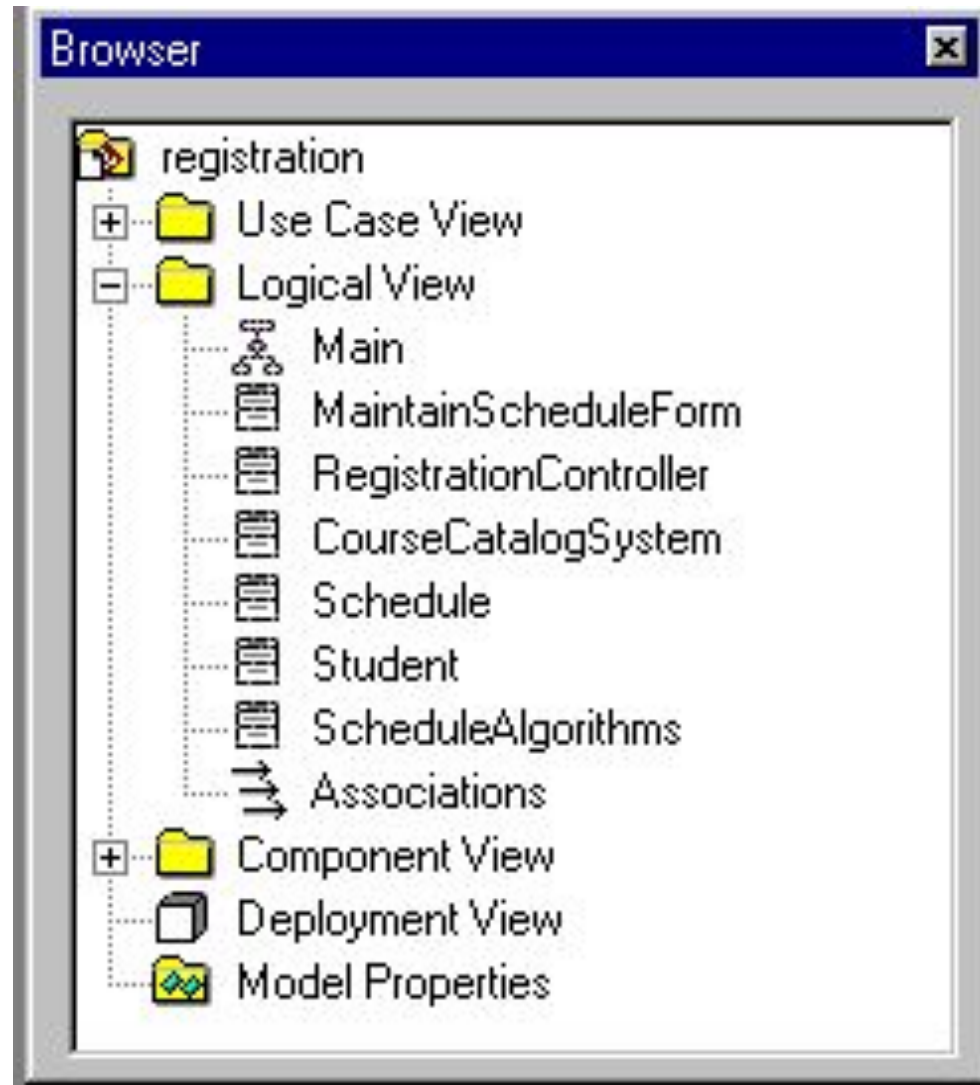 Browser
registration
Use Case View
Logical View
Main
MaintainScheduleForm
RegistrationController
CourseCatalogSystem
Schedule
Student
ScheduleAlgorithms
Associations
Component View
Deployment View
Model Properties